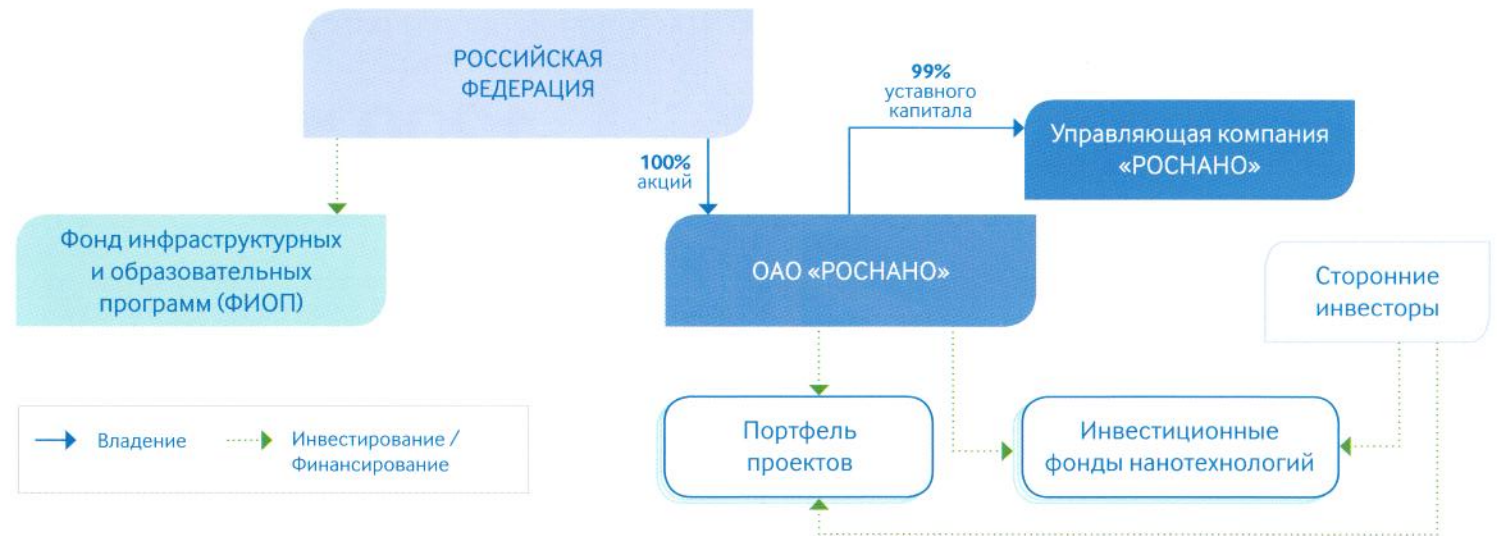 РОССИЙСКАЯ
ФЕДЕРАЦИЯ
99%
уставного
капитала
Управляющая компания
«РОСНАНО»
100%
акций
Фонд инфраструктурных
и образовательных
программ (ФИОП)
ОАО «РОСНАНО»
Сторонние
инвесторы
Владение
Инвестирование /
Финансирование
Портфель
проектов
Инвестиционные
фонды нанотехнологий